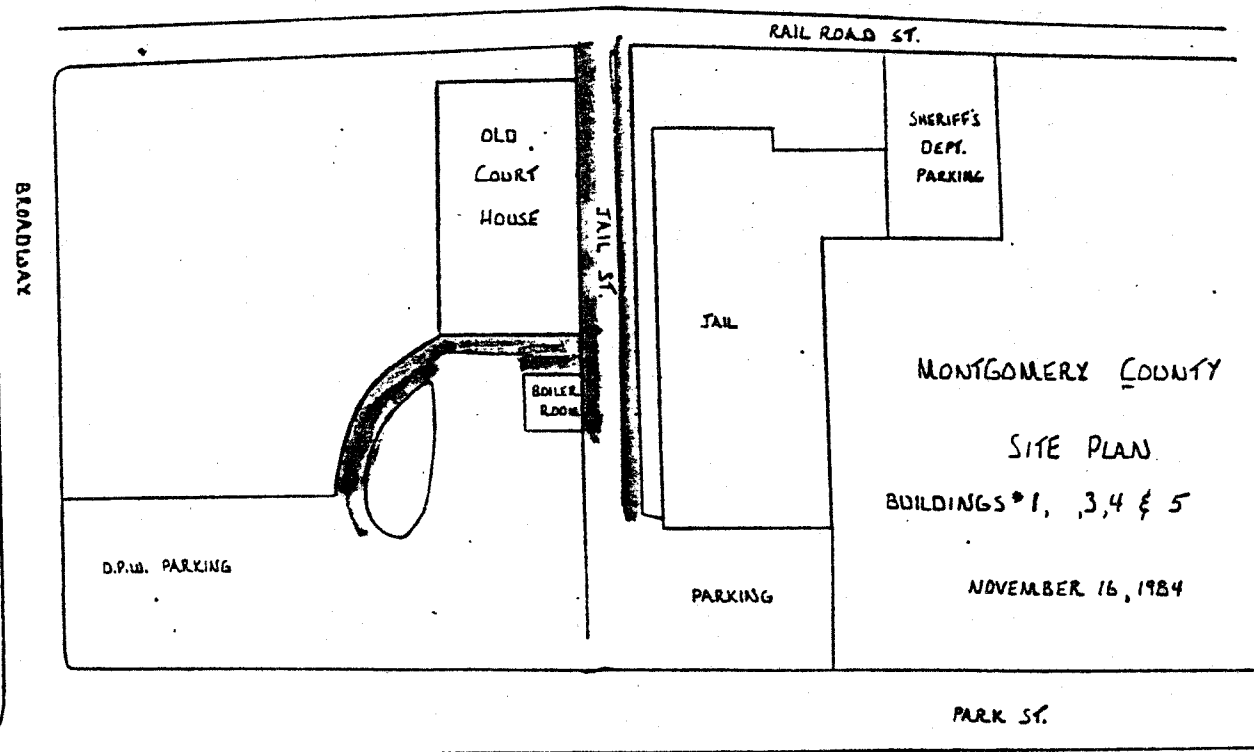 RAIL ROAD ST.
BROADWAY
OLD
COURT
HOUSE
JAIL ST.
SHERIFF'S
DEPT.
PARKING
JAIL
BOILER
ROOM
MONTGOMERY COUNTY
SITE PLAN
BUILDINGS #1, ,3,4 & 5
NOVEMBER 16, 1984
D.P.W. PARKING
PARKING
PARK ST.